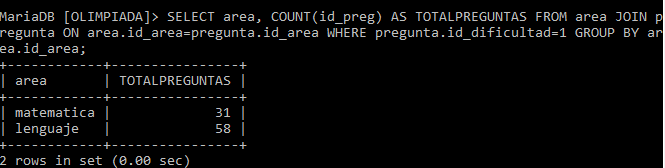 MariaDB [OLIMPIADA]> SELECT area, COUNT(id_preg) AS TOTALPREGUNTAS FROM area JOIN p
regunta ON area.id_area=pregunta.id_area WHERE pregunta.id_dificultad=1 GROUP BY ar
ea.id_area;
+------------+----------------+
| area       | TOTALPREGUNTAS |
+------------+----------------+
| matematica |             31 |
| lenguaje   |             58 |
+------------+----------------+
2 rows in set (0.00 sec)